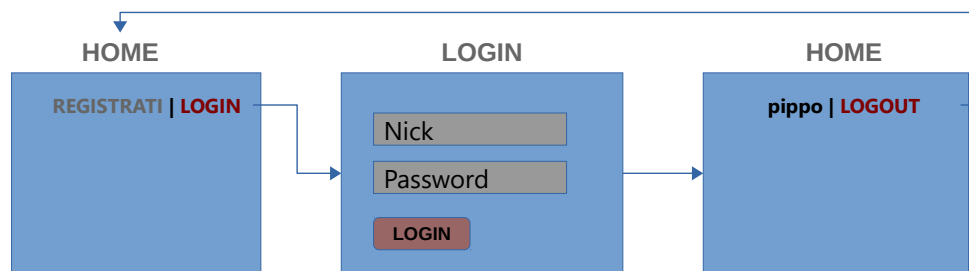 HOME
REGISTRATI | LOGIN
LOGIN
Nick
Password
LOGIN
HOME
pippo | LOGOUT